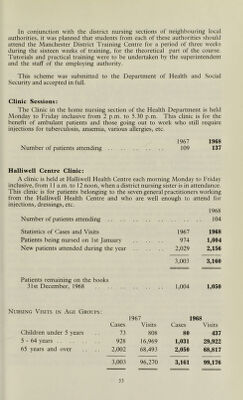 In conjunction with the district nursing sections of neighbouring local
authorities, it was planned that students from each of these authorities should
attend the Manchester District Training Centre for a period of three weeks
during the sixteen weeks of training, for the theoretical part of the course.
Tutorials and practical training were to be undertaken by the superintendent
and the staff of the employing authority.
This scheme was submitted to the Department of Health and Social
Security and accepted in full.
Clinic Sessions:
The Clinic in the home nursing section of the Health Department is held
Monday to Friday inclusive from 2 p.m. to 5.30 p.m. This clinic is for the
benefit of ambulant patients and those going out to work who still require
injections for tuberculosis, anaemia, various allergies, etc.
1967 1968
Number of patients attending .. .. .. .. 109 137
Halliwell Centre Clinic:
A clinic is held at Halliwell Health Centre each morning Monday to Friday
inclusive, from 11 a.m. to 12 noon, when a district nursing sister is in attendance.
This clinic is for patients belonging to the seven general practitioners working
from the Halliwell Health Centre and who are well enough to attend for
injections, dressings, etc.
1968
Number of patients attending .. .. .. .. 104
Statistics of Cases and Visits 1967 1968
Patients being nursed on 1st January .. .. .. 974 1,004
New patients attended during the year .. .. .. 2,029 2,156
3,003 3,160
Patients remaining on the books
31st December, 1968 .. .. .. .. 1,004 1,050
NURSING VISITS IN AGE GROUPS:
1967 1968
Cases Visits Cases Visits
Children under 5 years .. 73 808 80 437
5 - 64 years .. .. .. 928 16,969 1,031 29,922
65 years and over .. .. 2,002 68,493 2,050 68,817
3,003 96,270 3,161 99,176
55